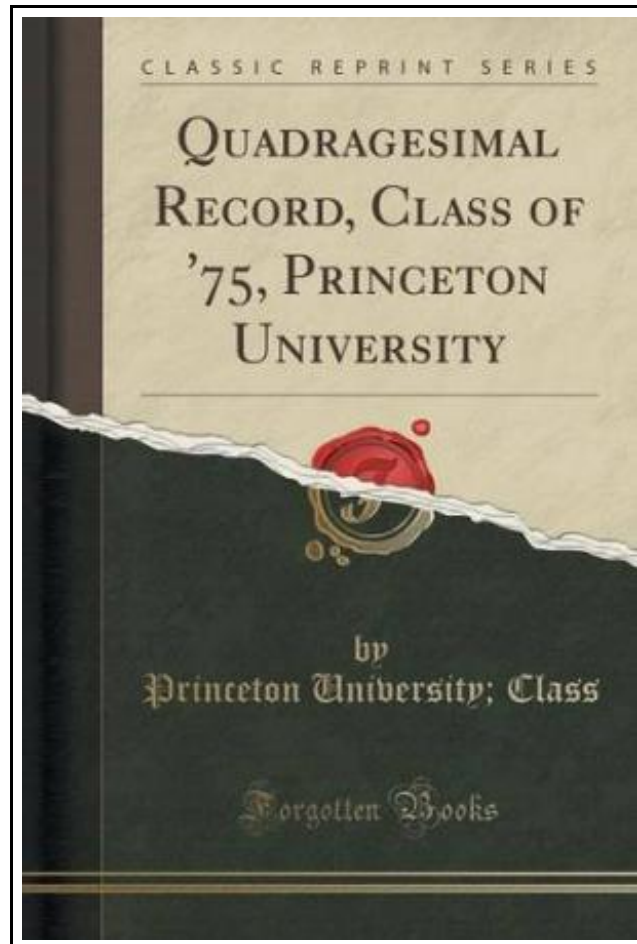 CLASSIC REPRINT SERIES
QUADRAGESIMAL
RECORD, CLASS OF
’75, PRINCETON
UNIVERSITY
F
by
Princeton University; Class
Forgotten Books